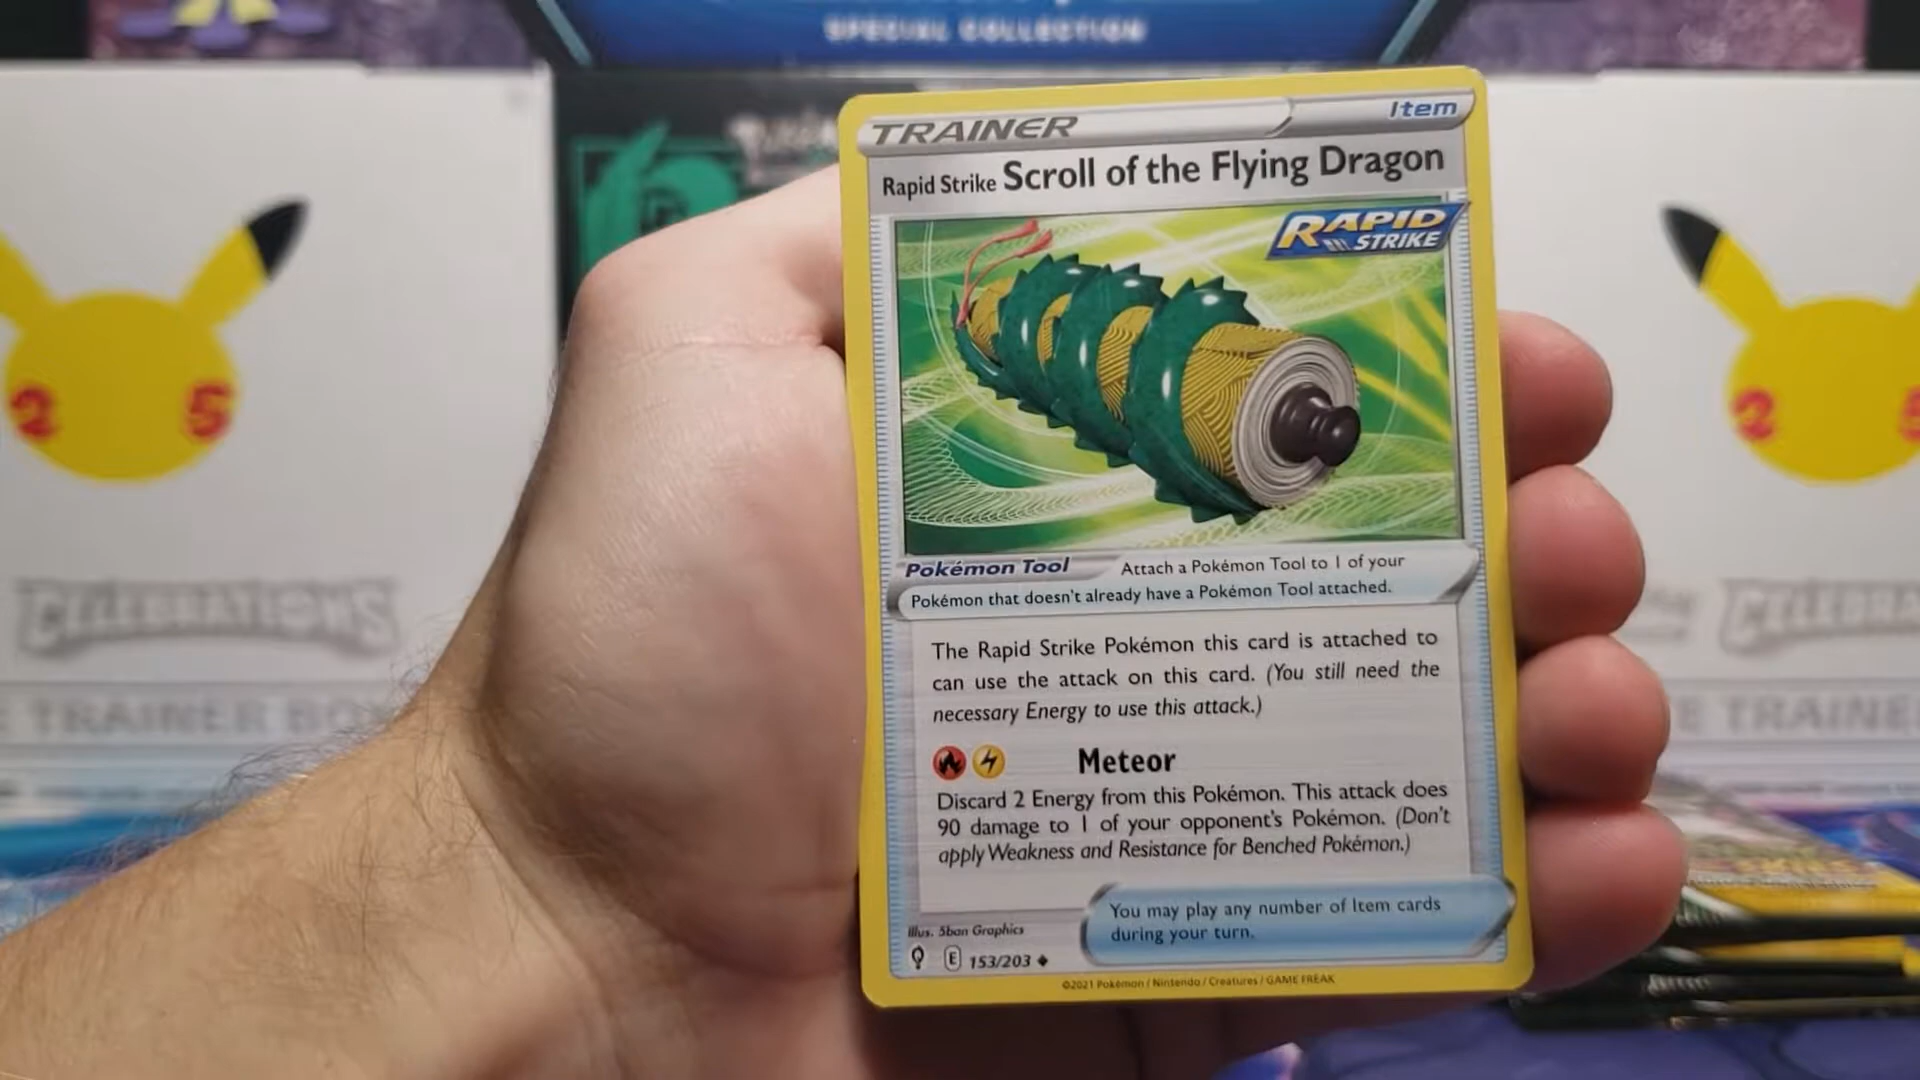 SPECIAL COLLECTION
TRAINER
Item
Rapid Strike Scroll of the Flying Dragon
RAPID
STRIKE
Pokémon Tool Attach a Pokémon Tool to 1 of your
Pokémon that doesn't already have a Pokémon Tool attached.
The Rapid Strike Pokémon this card is attached to
can use the attack on this card. (You still need the
necessary Energy to use this attack.)
Meteor
Discard 2 Energy from this Pokémon. This attack does
90 damage to 1 of your opponent's Pokémon. (Don't
apply Weakness and Resistance for Benched Pokémon.)
You may play any number of Item cards
during your turn.
Illus. 5ban Graphics
E 153/203
©2021 Pokémon / Nintendo / Creatures / GAME FREAK
2 5
CELEBRATIONS
TRAINER
2 5
TRAINE